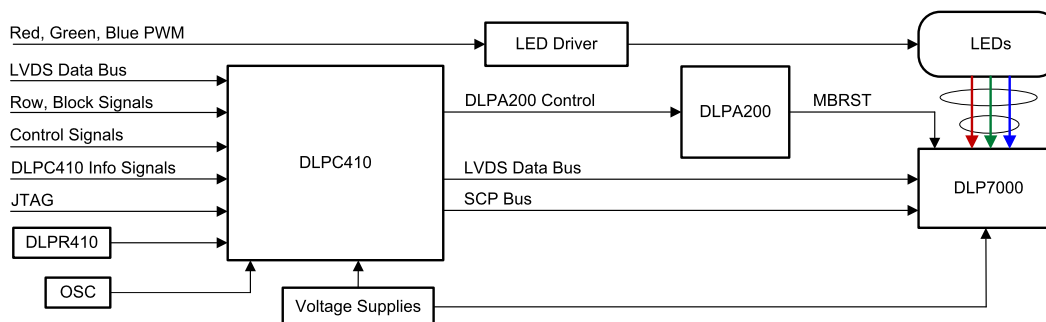 Red, Green, Blue PWM
LED Driver
LEDs
LVDS Data Bus
Row, Block Signals
Control Signals
DLPC410 Info Signals
JTAG
DLPR410
OSC
DLPC410
Voltage Supplies
DLPA200 Control
DLPA200
MBRST
LVDS Data Bus
SCP Bus
DLP7000